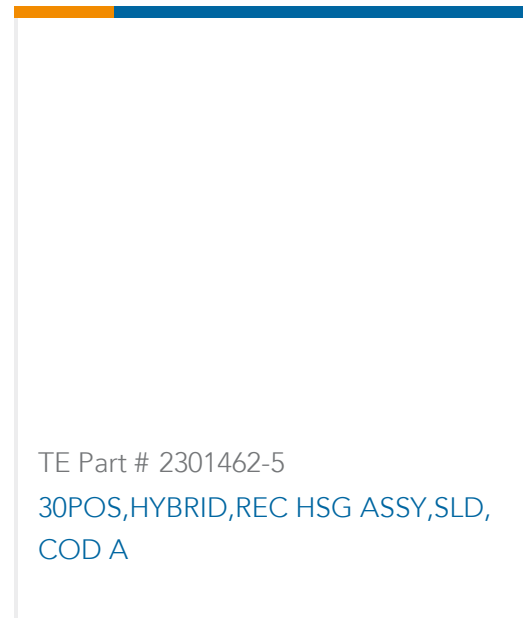 TE Part # 2301462-5
30POS,HYBRID,REC HSG ASSY,SLD,
COD A